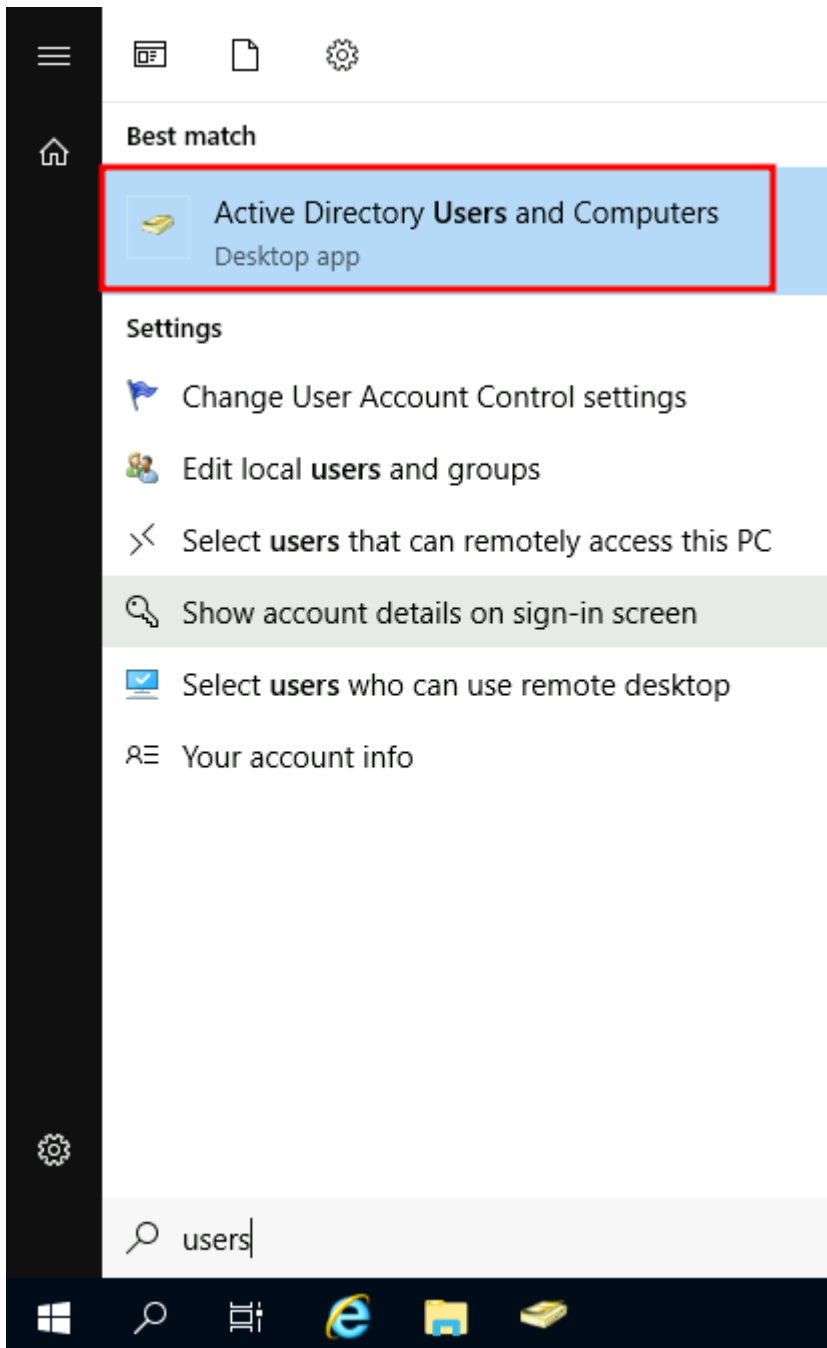 Best match
Active Directory Users and Computers
Desktop app
Settings
Change User Account Control settings
Edit local users and groups
Select users that can remotely access this PC
Show account details on sign-in screen
Select users who can use remote desktop
Your account info
users